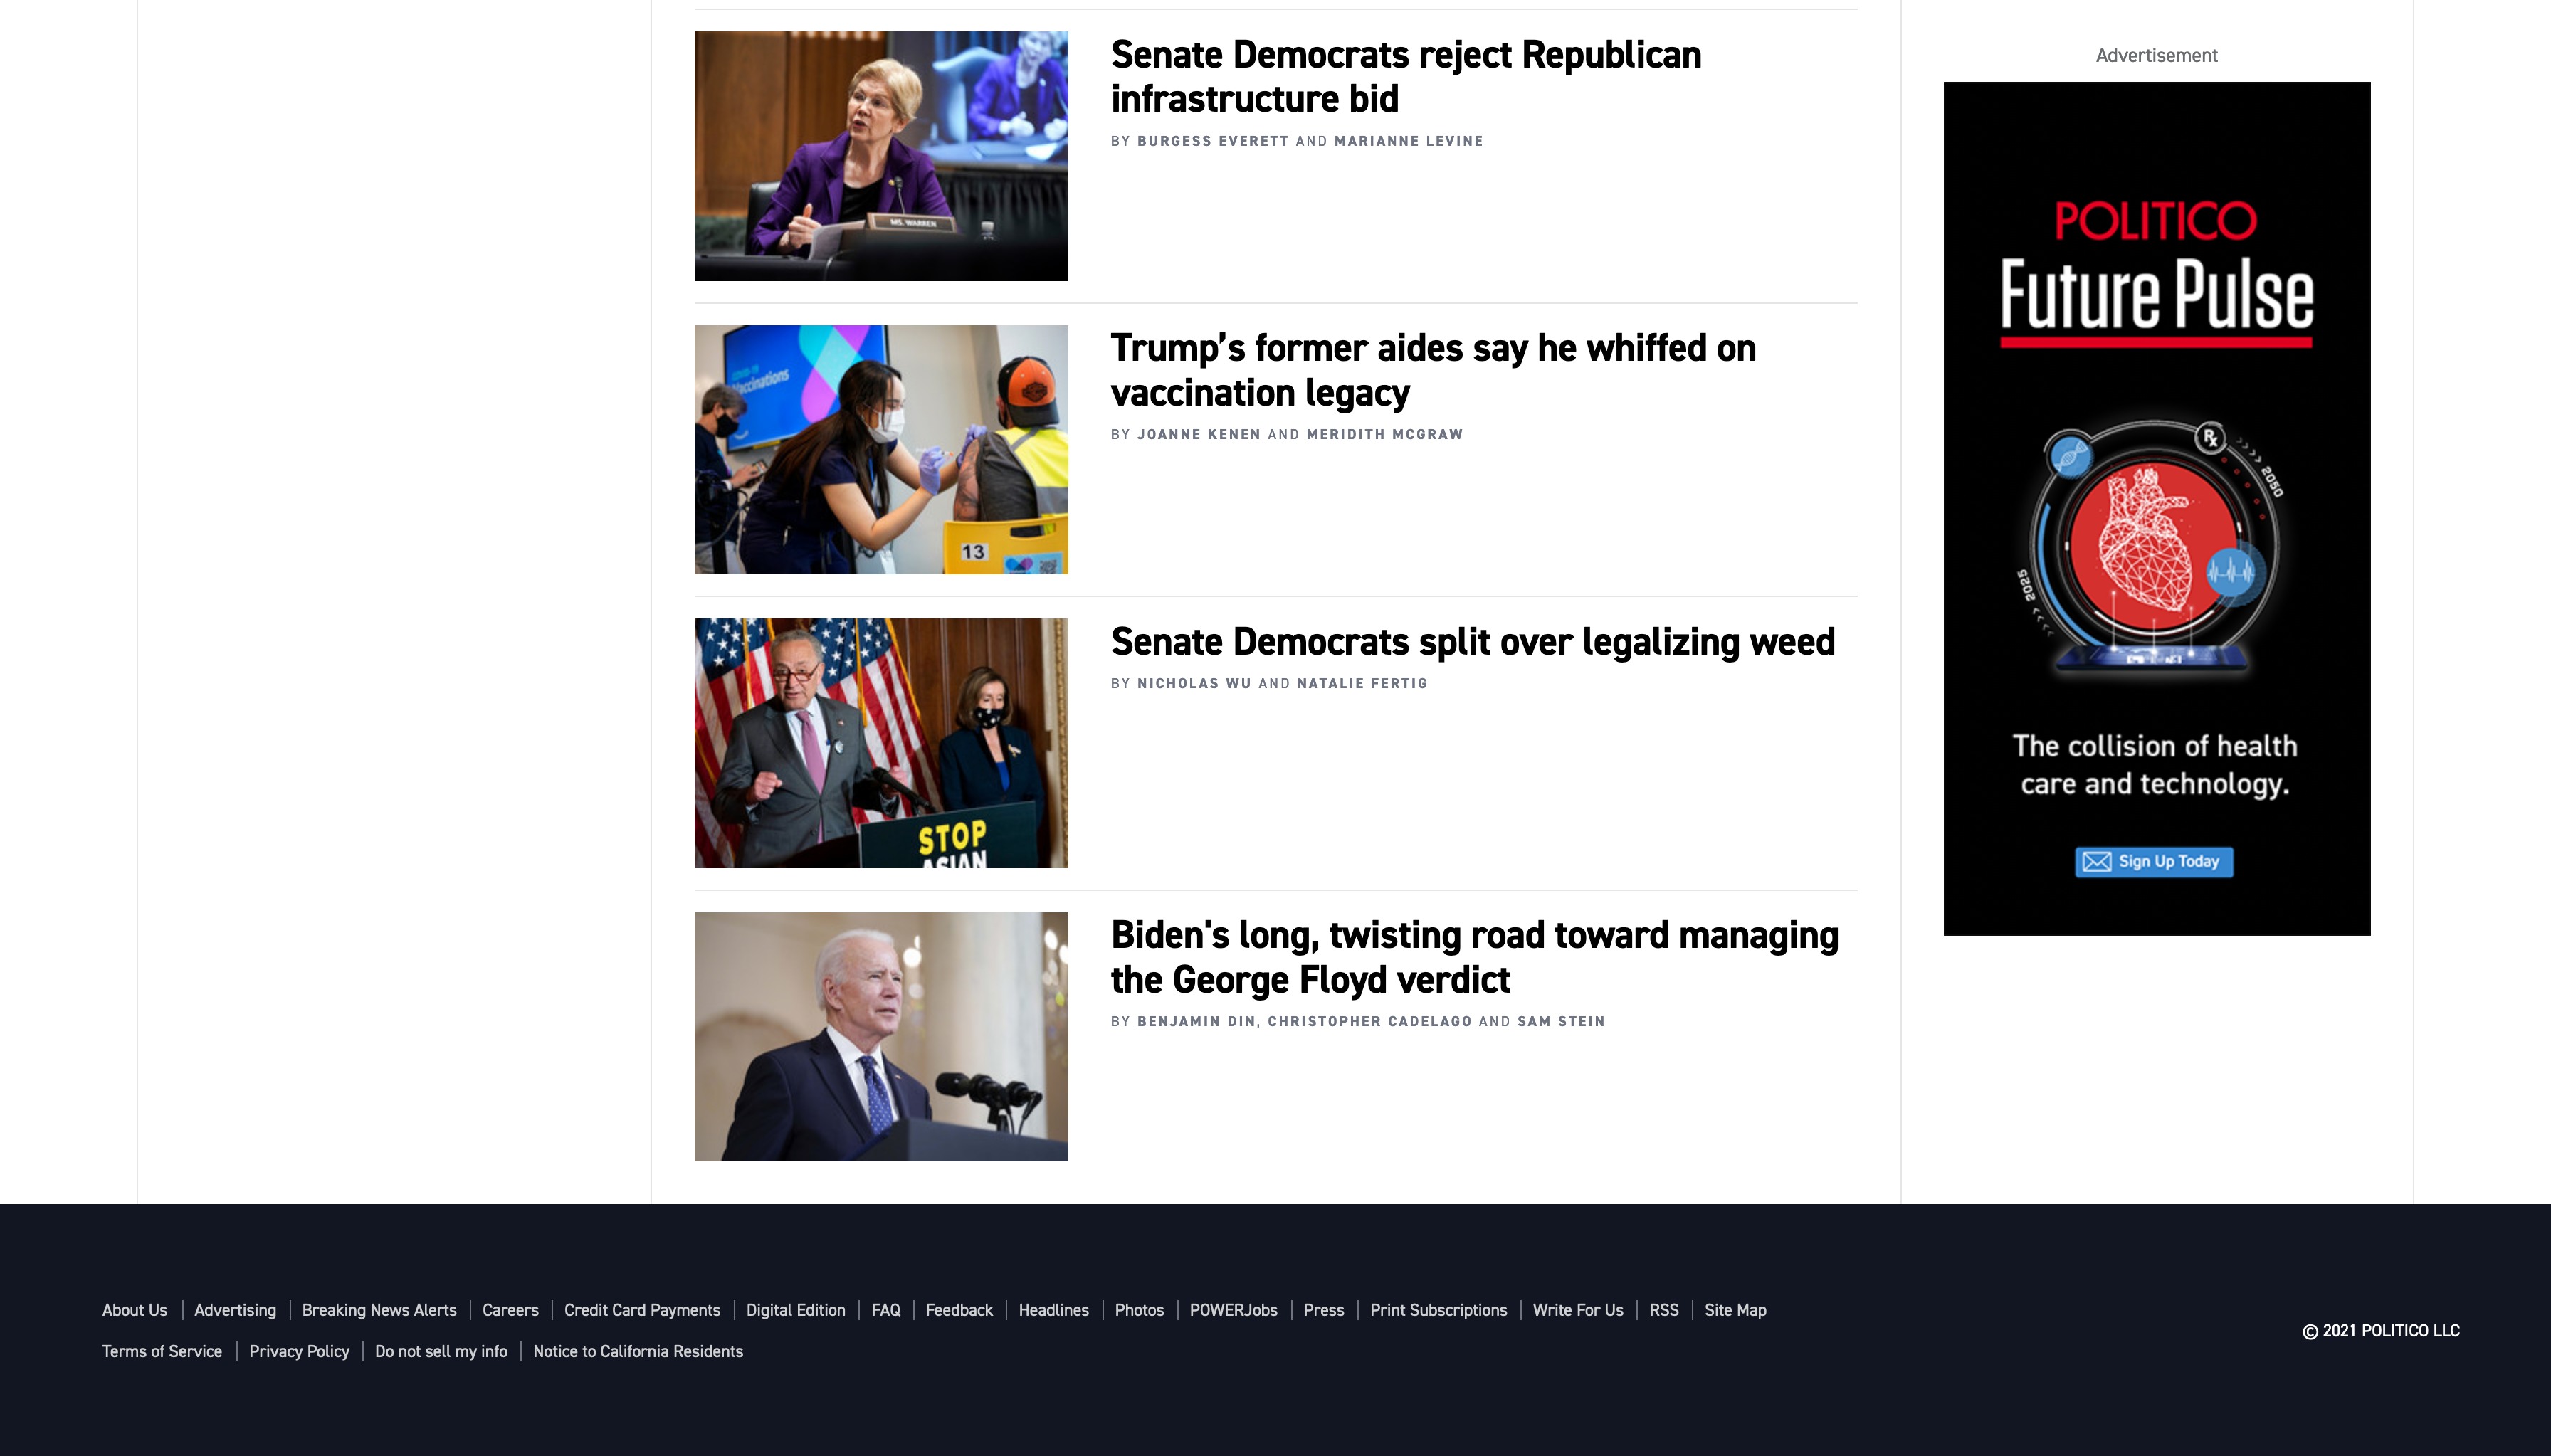 Senate Democrats reject Republican
infrastructure bid
BY BURGESS EVERETT AND MARIANNE LEVINE
MS. WARREN
Trump's former aides say he whiffed on
vaccination legacy
BY JOANNE KENEN AND MERIDITH MCGRAW
COVID-19
Vaccinations
13
Senate Democrats split over legalizing weed
BY NICHOLAS WU AND NATALIE FERTIG
STOP
ASIAN
Biden's long, twisting road toward managing
the George Floyd verdict
BY BENJAMIN DIN, CHRISTOPHER CADELAGO AND SAM STEIN
Advertisement
POLITICO
Future Pulse
Rx
2050
2025
The collision of health
care and technology.
Sign Up Today
About Us Advertising Breaking News Alerts Careers Credit Card Payments Digital Edition FAQ Feedback Headlines Photos POWERJobs Press Print Subscriptions Write For Us RSS Site Map
Terms of Service Privacy Policy Do not sell my info Notice to California Residents
© 2021 POLITICO LLC